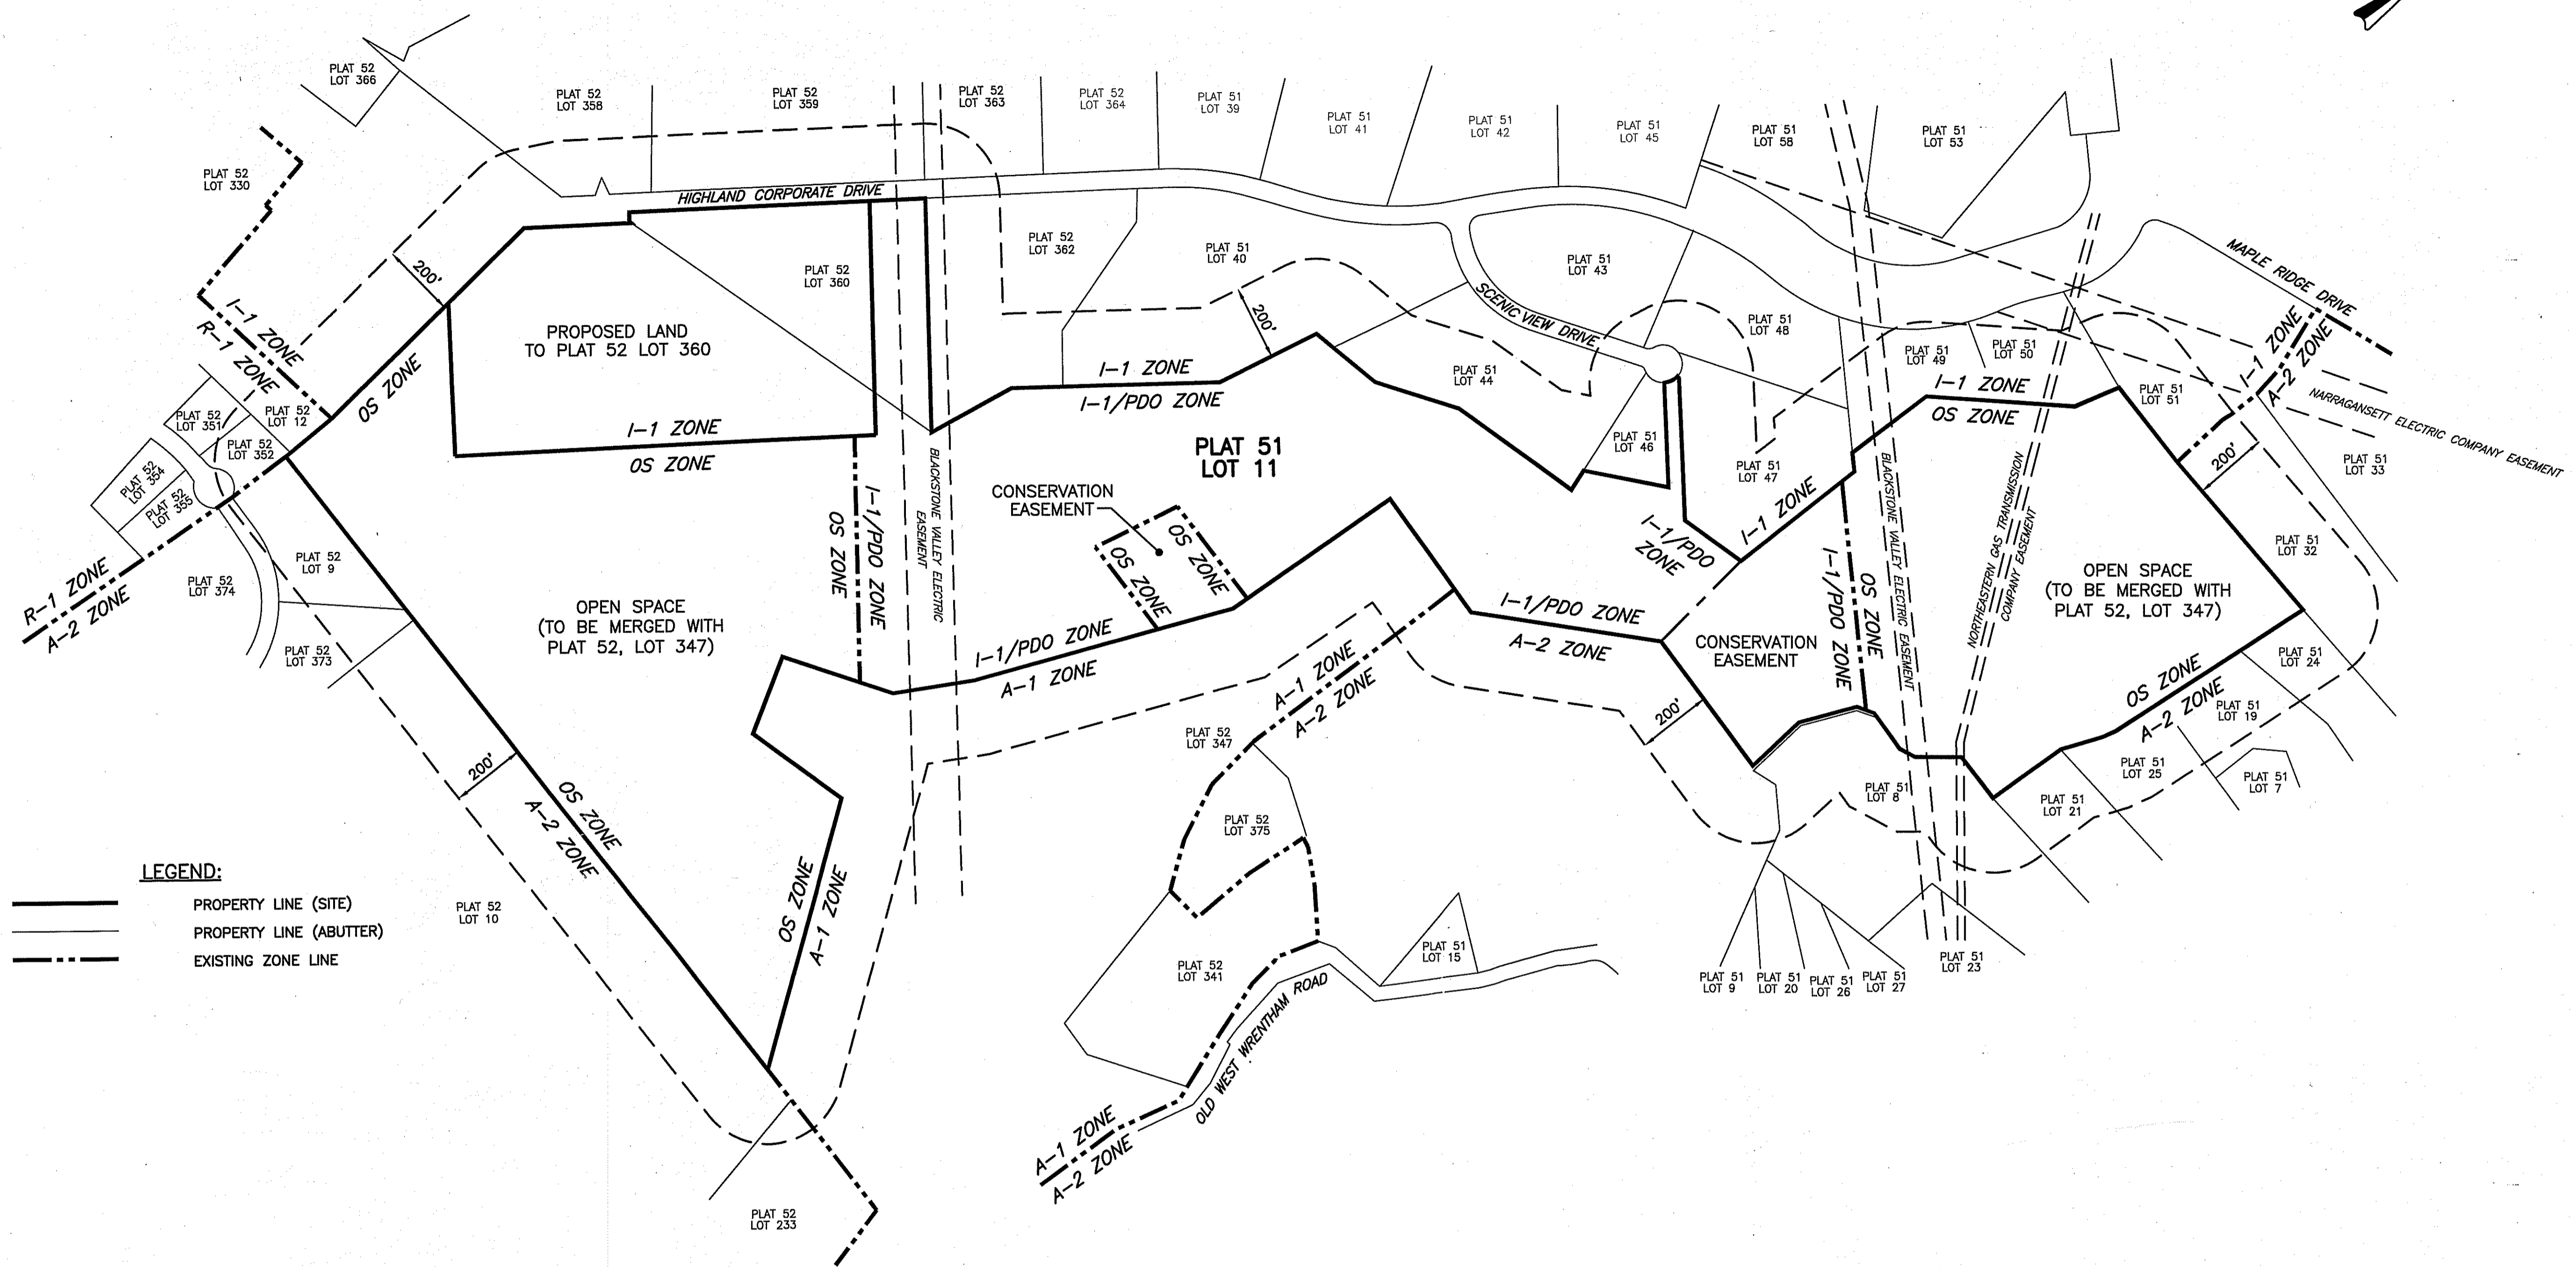 PLAT 52
LOT 366
PLAT 52
LOT 358
PLAT 52
LOT 359
PLAT 52
LOT 363
PLAT 52
LOT 364
PLAT 51
LOT 39
PLAT 51
LOT 41
PLAT 51
LOT 42
PLAT 51
LOT 45
PLAT 51
LOT 58
PLAT 51
LOT 53
PLAT 52
LOT 330
HIGHLAND CORPORATE DRIVE
PLAT 52
LOT 360
PLAT 52
LOT 362
PLAT 51
LOT 40
PLAT 51
LOT 43
SCENIC VIEW DRIVE
MAPLE RIDGE DRIVE
200'
200'
PLAT 51
LOT 48
PLAT 51
LOT 49
PLAT 51
LOT 50
PLAT 51
LOT 51
I-1 ZONE
A-2 ZONE
NARRAGANSETT ELECTRIC COMPANY EASEMENT
I-1 ZONE
R-1 ZONE
PROPOSED LAND
TO PLAT 52 LOT 360
OS ZONE
I-1 ZONE
I-1/PDO ZONE
PLAT 51
LOT 44
I-1 ZONE
OS ZONE
PLAT 52
LOT 351
PLAT 52
LOT 12
PLAT 52
LOT 352
PLAT 52
LOT 354
PLAT 52
LOT 355
I-1 ZONE
OS ZONE
PLAT 51
LOT 11
PLAT 51
LOT 46
PLAT 51
LOT 47
PLAT 51
LOT 33
200'
CONSERVATION
EASEMENT
OS ZONE
OS ZONE
I-1/PDO ZONE
OS ZONE
BLACKSTONE VALLEY ELECTRIC
EASEMENT
I-1/PDO
ZONE
I-1 ZONE
I-1/PDO ZONE
OS ZONE
BLACKSTONE VALLEY ELECTRIC EASEMENT
NORTHEASTERN GAS TRANSMISSION
COMPANY EASEMENT
PLAT 51
LOT 32
OPEN SPACE
(TO BE MERGED WITH
PLAT 52, LOT 347)
PLAT 52
LOT 9
PLAT 52
LOT 374
R-1 ZONE
A-2 ZONE
PLAT 52
LOT 373
OPEN SPACE
(TO BE MERGED WITH
PLAT 52, LOT 347)
I-1/PDO ZONE
A-1 ZONE
I-1/PDO ZONE
A-2 ZONE
CONSERVATION
EASEMENT
A-1 ZONE
A-2 ZONE
PLAT 51
LOT 24
OS ZONE
A-2 ZONE
PLAT 51
LOT 19
200'
PLAT 52
LOT 347
200'
OS ZONE
A-2 ZONE
PLAT 51
LOT 25
PLAT 51
LOT 7
PLAT 51
LOT 8
PLAT 51
LOT 21
PLAT 52
LOT 375
LEGEND:
PROPERTY LINE (SITE)
PROPERTY LINE (ABUTTER)
EXISTING ZONE LINE
PLAT 52
LOT 10
OS ZONE
A-1 ZONE
PLAT 52
LOT 341
PLAT 51
LOT 15
OLD WEST WRENTHAM ROAD
PLAT 51
LOT 9
PLAT 51
LOT 20
PLAT 51
LOT 26
PLAT 51
LOT 27
PLAT 51
LOT 23
A-1 ZONE
A-2 ZONE
PLAT 52
LOT 233